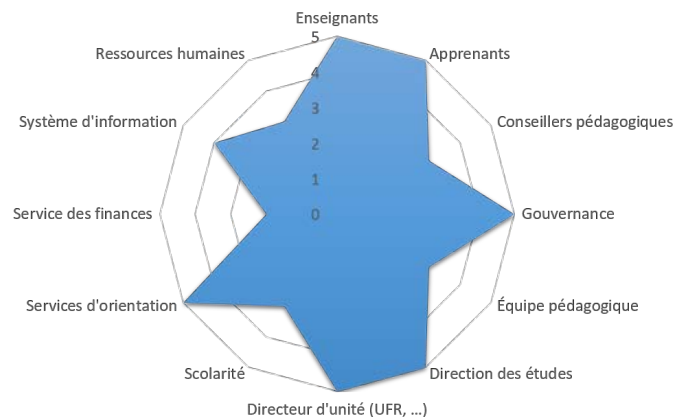 Enseignants
Ressources humaines
5
Apprenants
4
Système d'information
3
Conseillers pédagogiques
2
1
Service des finances
0
Gouvernance
Services d'orientation
Équipe pédagogique
Scolarité
Direction des études
Directeur d'unité (UFR, ...)